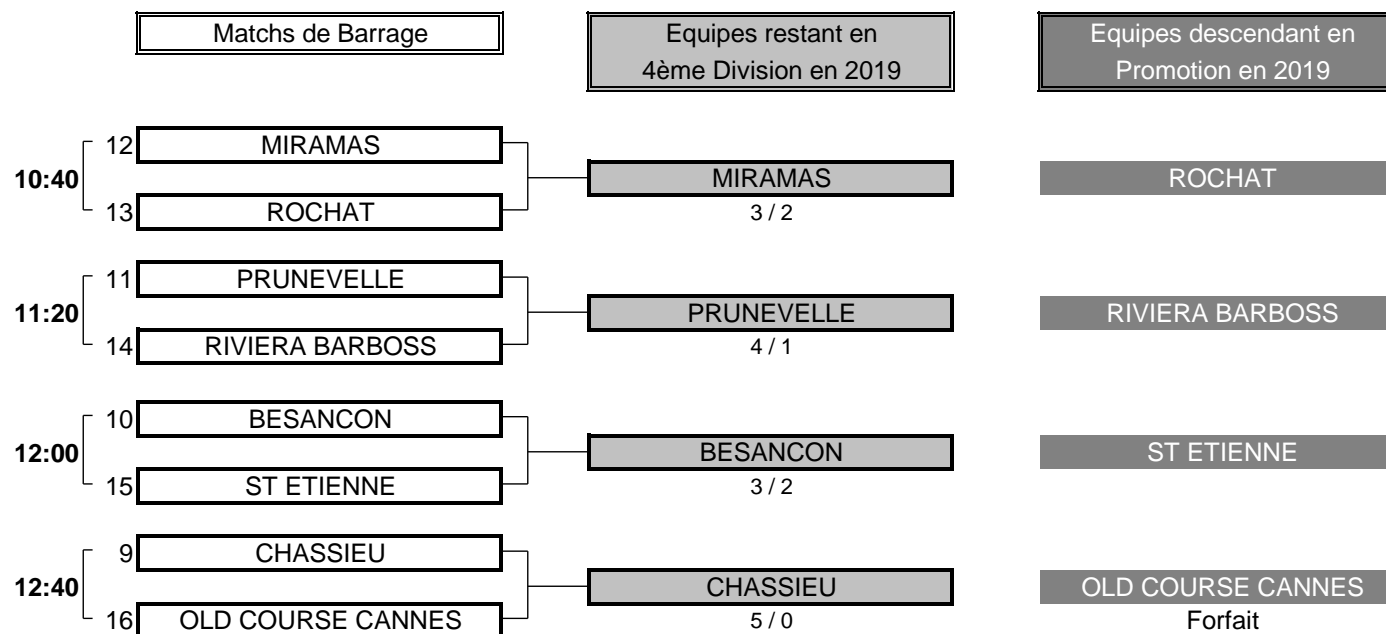 Matchs de Barrage
Equipes restant en
4ème Division en 2019
Equipes descendant en
Promotion en 2019
12 MIRAMAS
10:40 MIRAMAS ROCHAT
13 ROCHAT 3 / 2
11 PRUNEVELLE
11:20 PRUNEVELLE RIVIERA BARBOSS
14 RIVIERA BARBOSS 4 / 1
10 BESANCON
12:00 BESANCON ST ETIENNE
15 ST ETIENNE 3 / 2
9 CHASSIEU
12:40 CHASSIEU OLD COURSE CANNES
16 OLD COURSE CANNES 5 / 0 Forfait